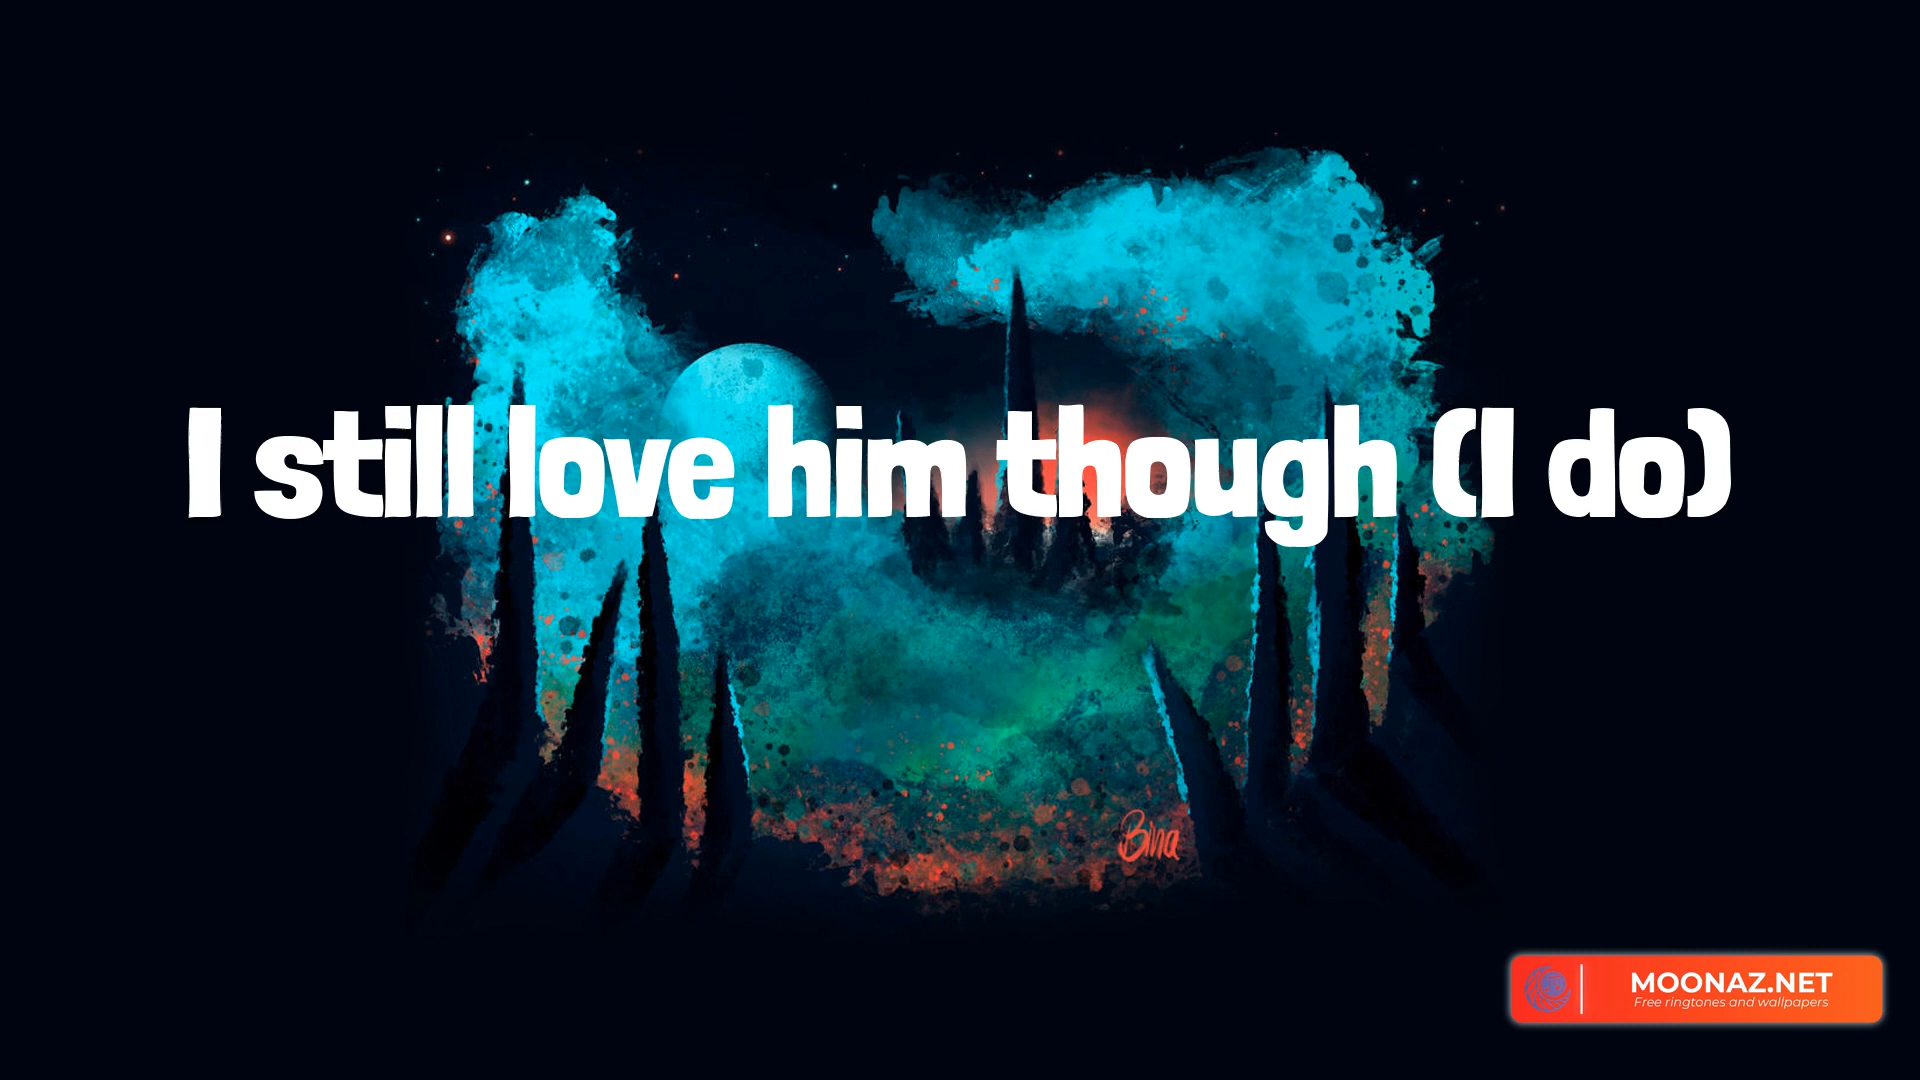 I still love him though (I do)
Bina
MOONAZ.NET
Free ringtones and wallpapers